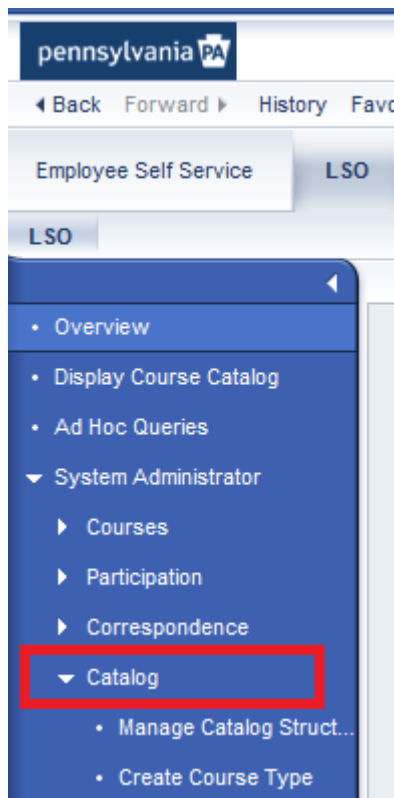 pennsylvania PA
Back Forward History Favo
Employee Self Service LSO
LSO
Overview
Display Course Catalog
Ad Hoc Queries
System Administrator
Courses
Participation
Correspondence
Catalog
Manage Catalog Struct...
Create Course Type